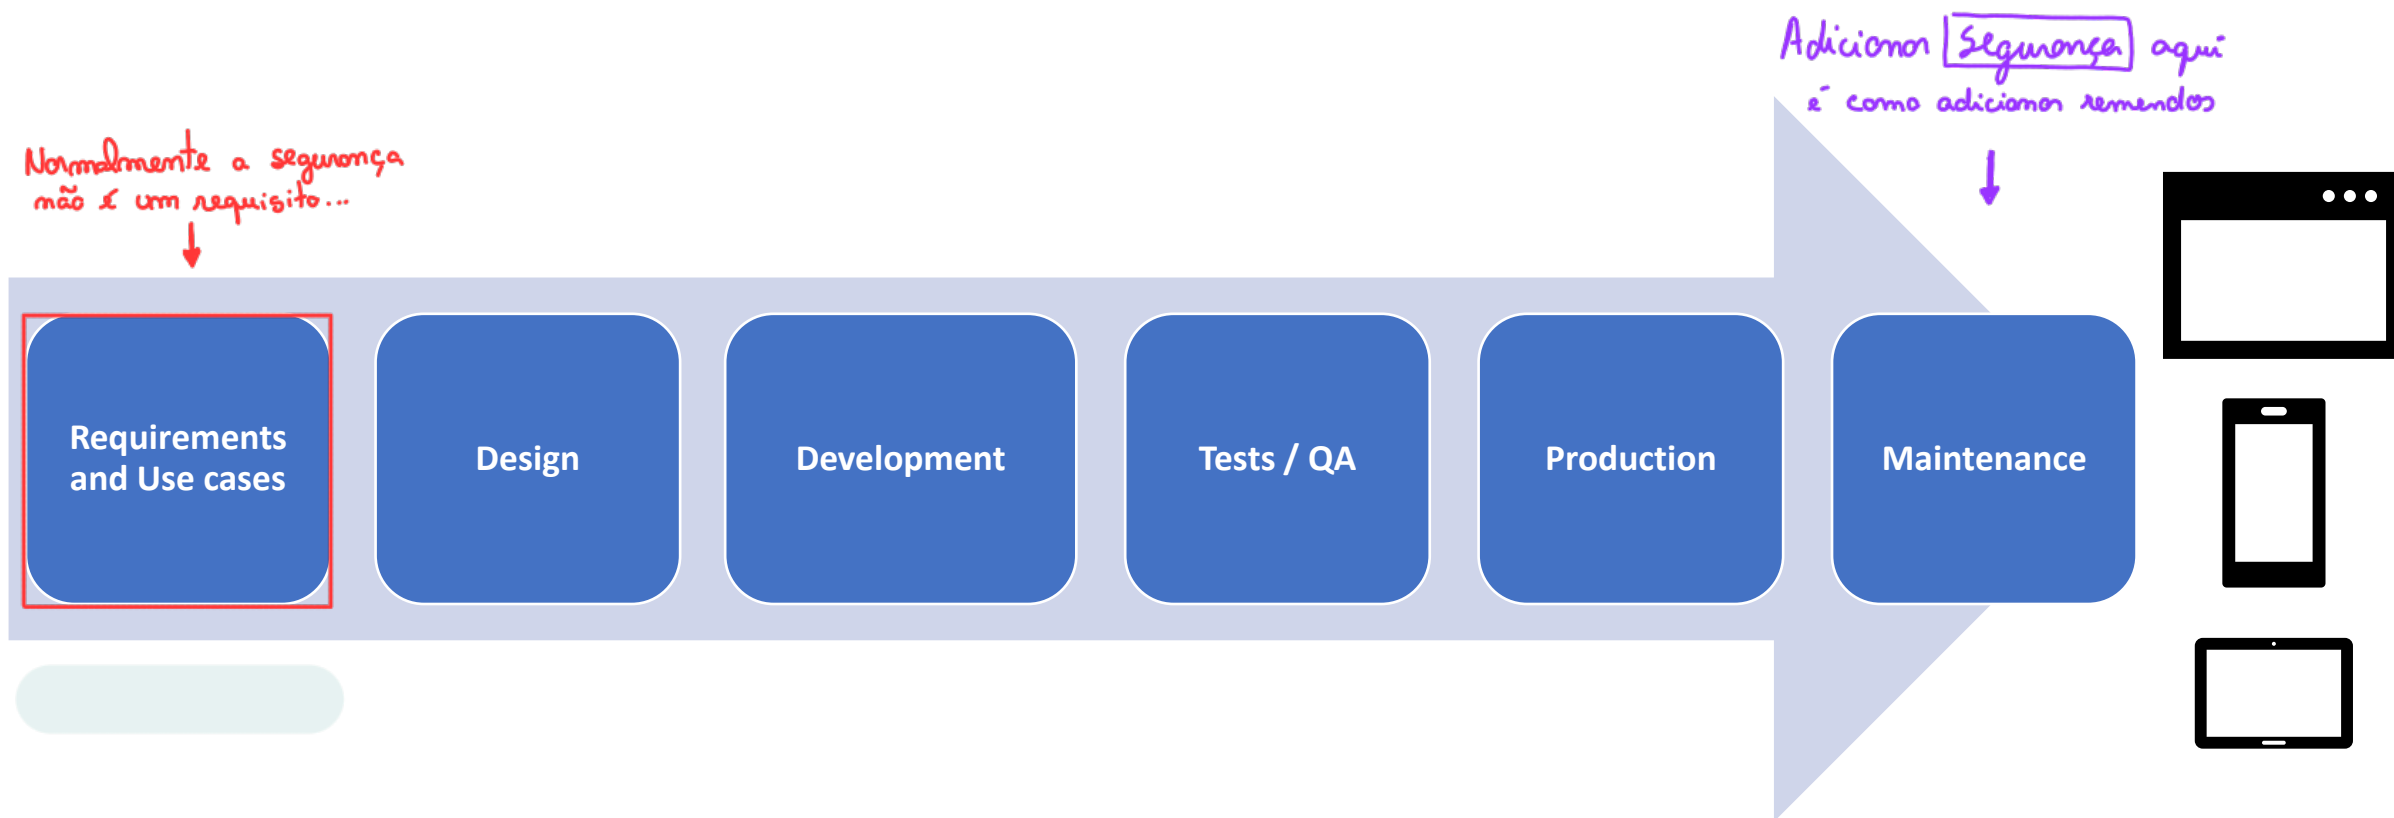 Adicionar segurança aqui
é como adicionar remendos
Normalmente a segurança
não é um requisito...
Requirements
and Use cases
Design
Development
Tests / QA
Production
Maintenance